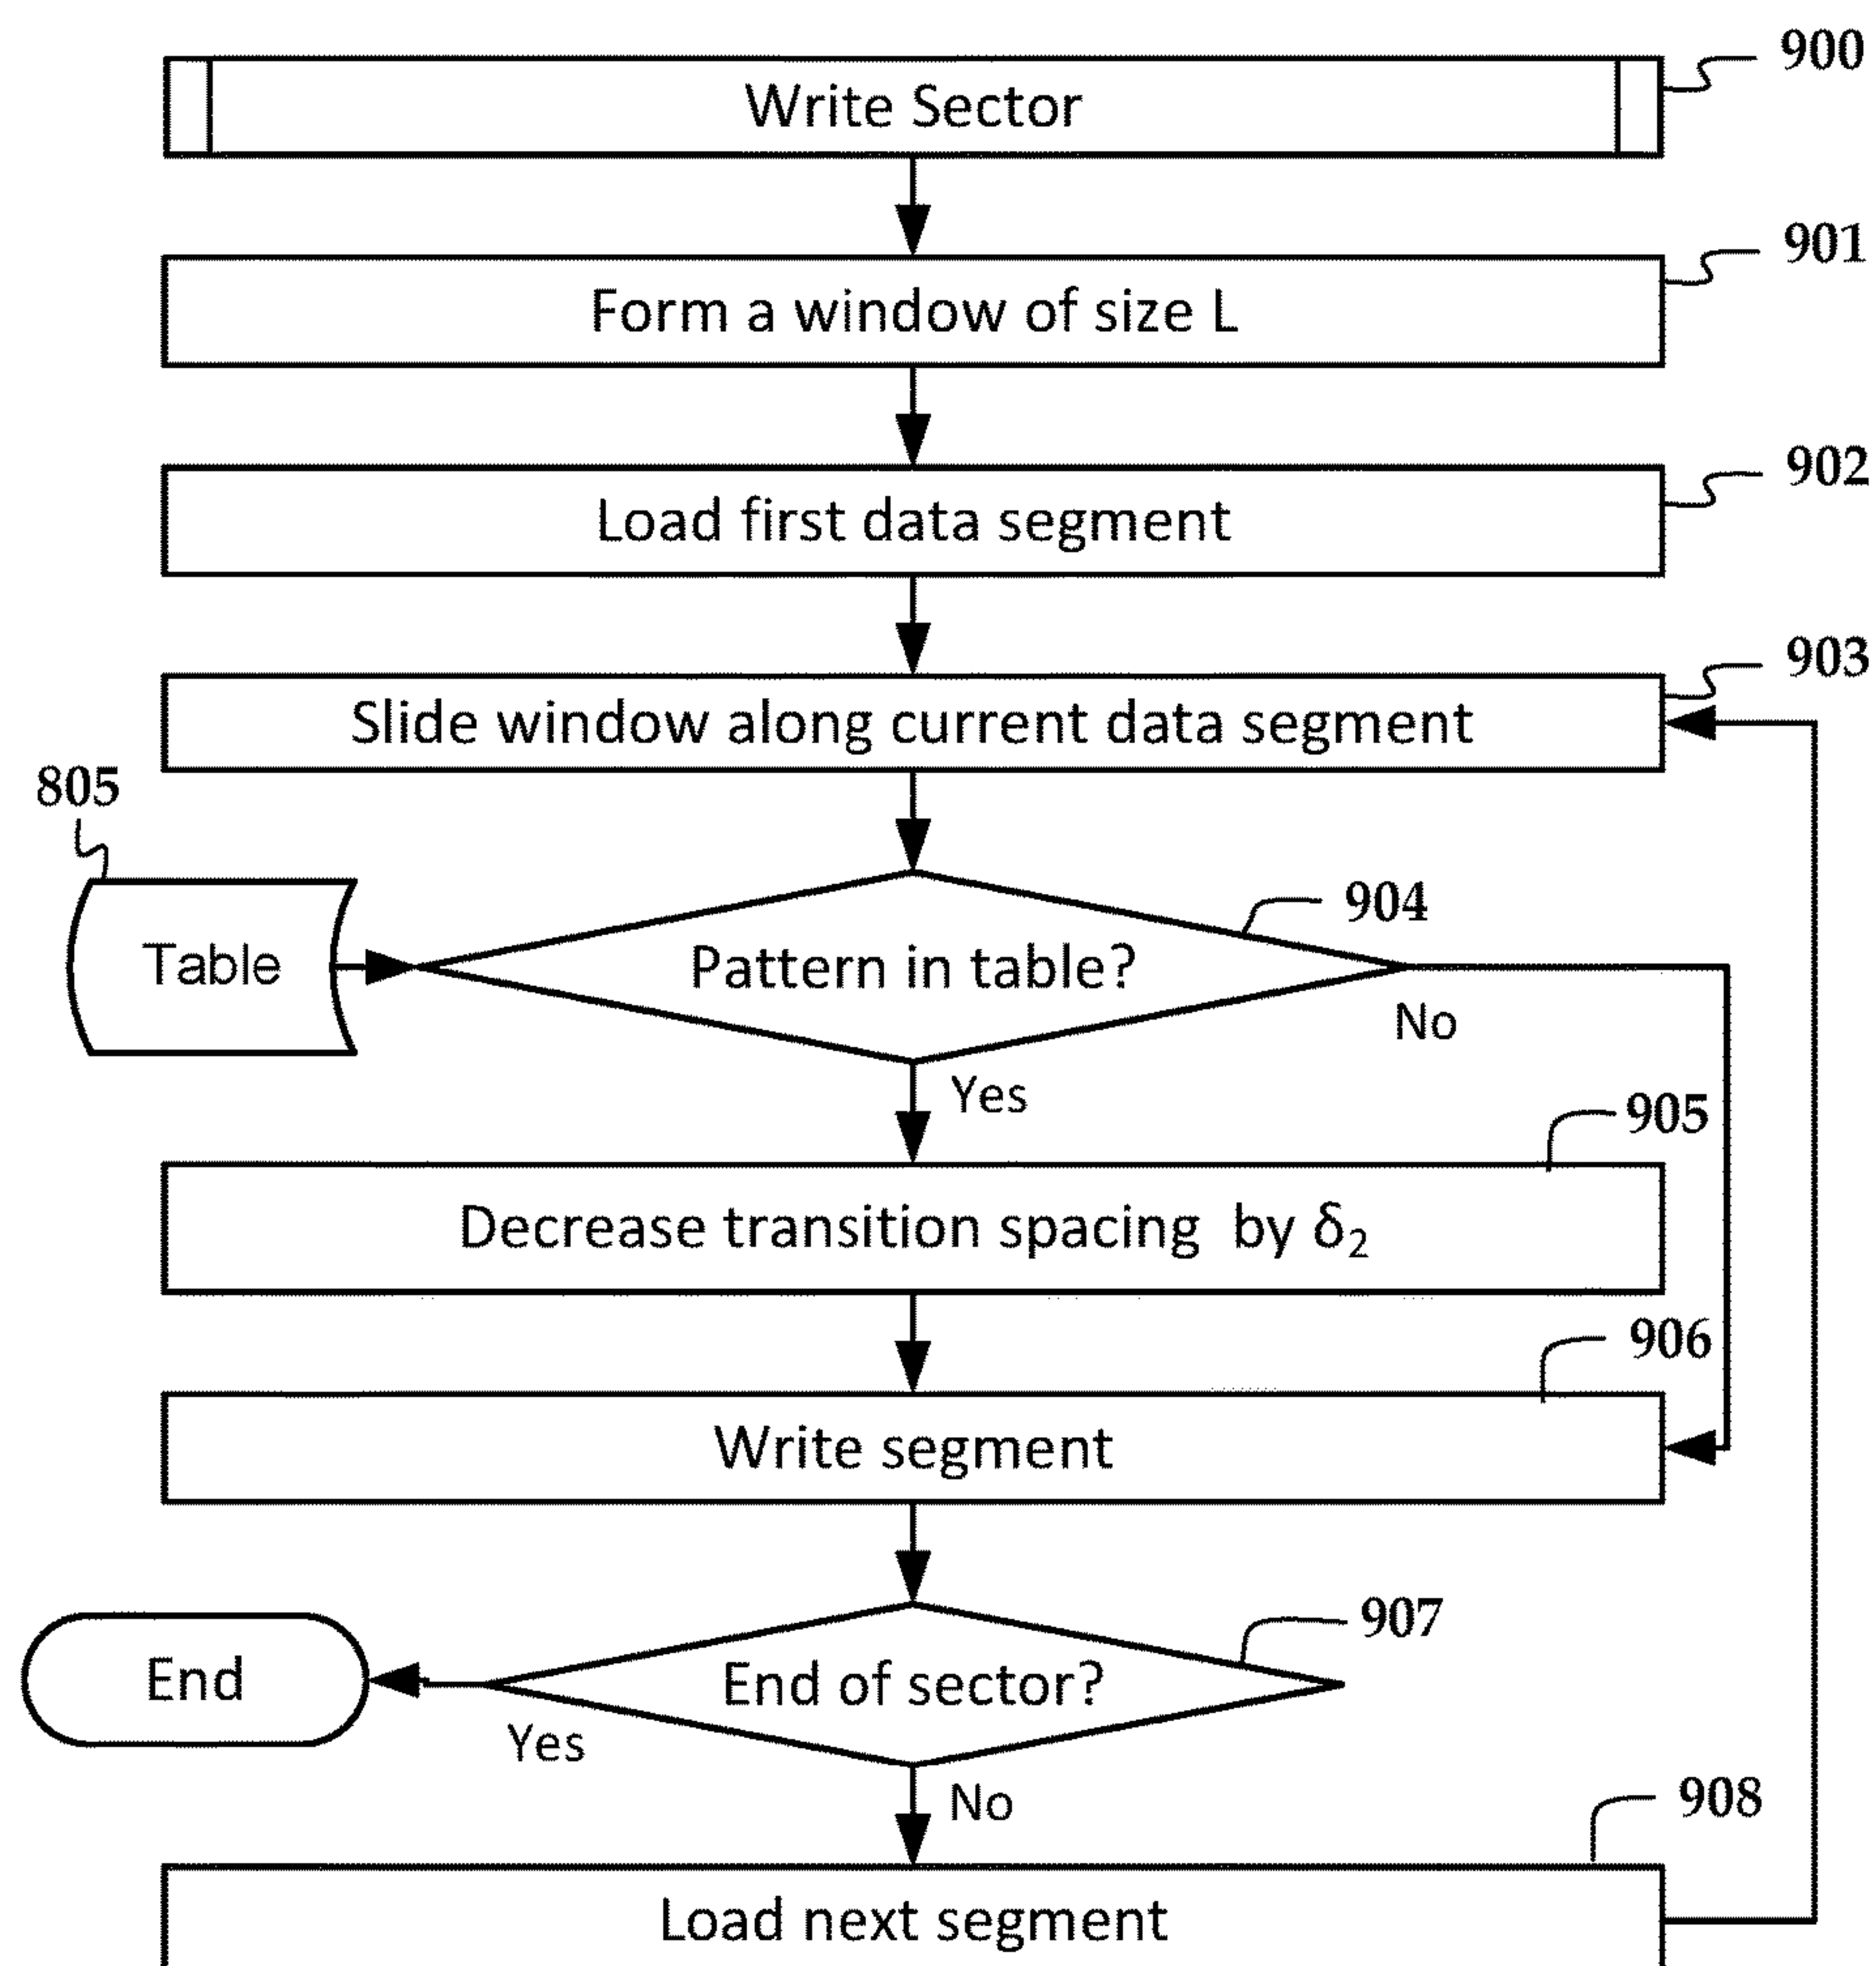 900
Write Sector
901
Form a window of size L
902
Load first data segment
903
Slide window along current data segment
805
904
Table
Pattern in table?
No
Yes
905
Decrease transition spacing by δ₂
906
Write segment
907
End of sector?
End
Yes
No
908
Load next segment